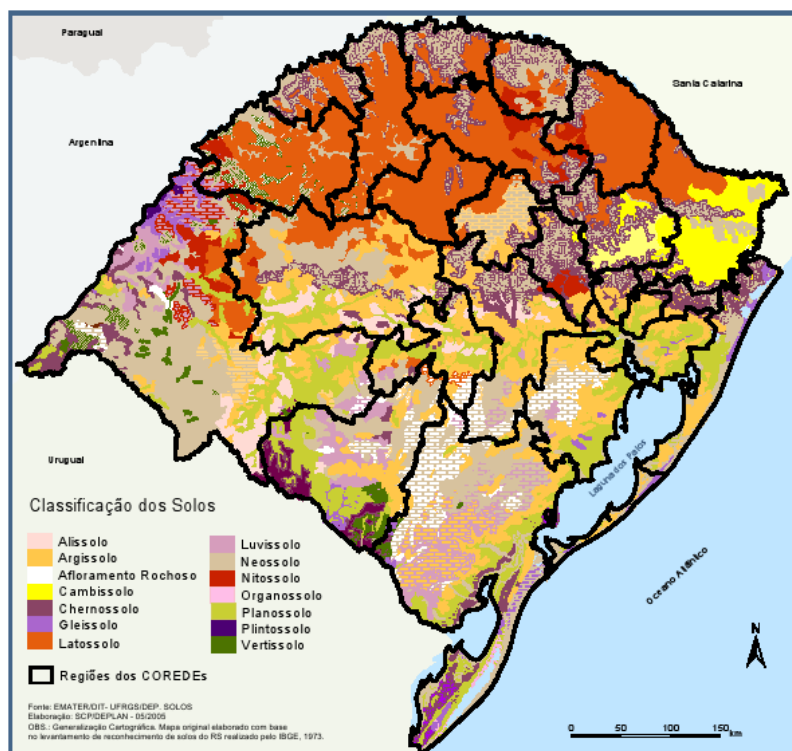 Paraguai
Santa Catarina
Argentina
Uruguai
Laguna dos Patos
Oceano Atlântico
Classificação dos Solos
Alissolo
Argissolo
Afloramento Rochoso
Cambissolo
Chernossolo
Gleissolo
Latossolo
Luvissolo
Neossolo
Nitossolo
Organossolo
Planossolo
Plintossolo
Vertissolo
Regiões dos COREDEs
N
0 50 100 150
km
Fonte: EMATER/DIT- UFRGS/DEP. SOLOS
Elaboração: SCP/DEPLAN - 05/2005
OBS.: Generalização Cartográfica. Mapa original elaborado com base
no levantamento de reconhecimento de solos do RS realizado pelo IBGE, 1973.